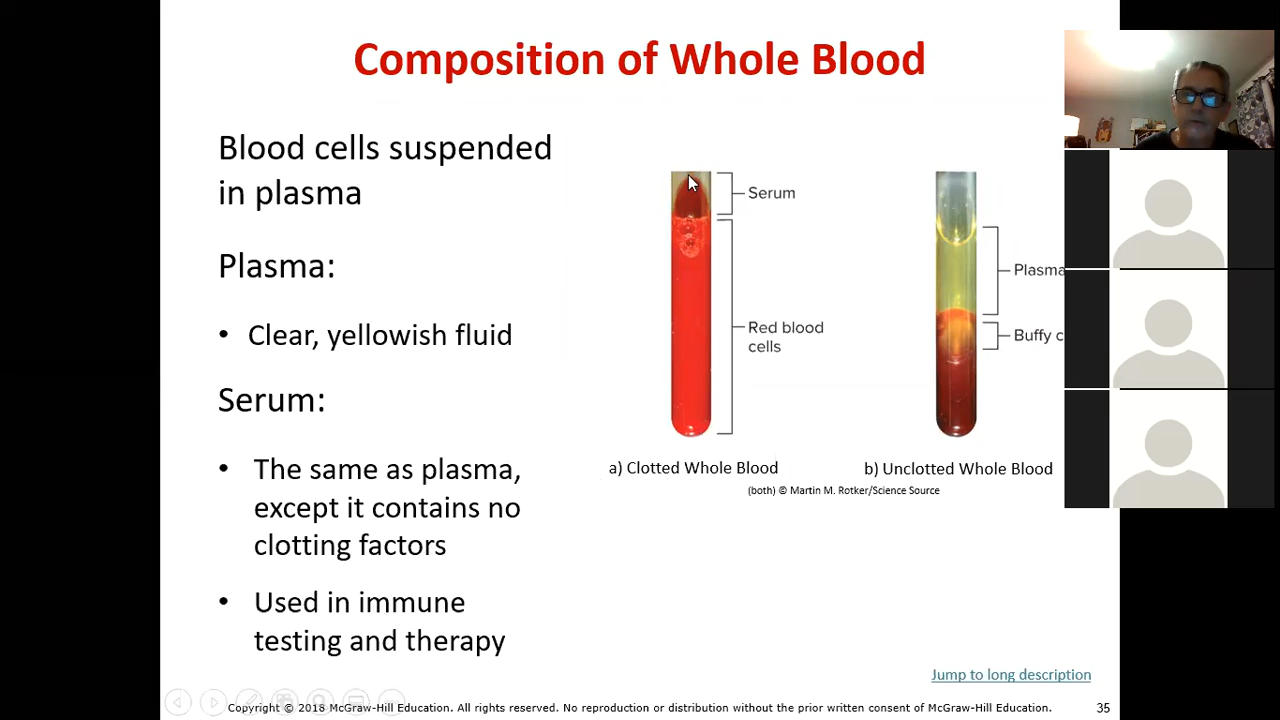 Composition of Whole Blood
Blood cells suspended
in plasma
Plasma:
• Clear, yellowish fluid
Serum:
• The same as plasma,
except it contains no
clotting factors
• Used in immune
testing and therapy
Serum
Red blood
cells
a) Clotted Whole Blood
Plasma
Buffy c
b) Unclotted Whole Blood
(both) © Martin M. Rotker/Science Source
Jump to long description
Copyright © 2018 McGraw-Hill Education. All rights reserved. No reproduction or distribution without the prior written consent of McGraw-Hill Education.
35